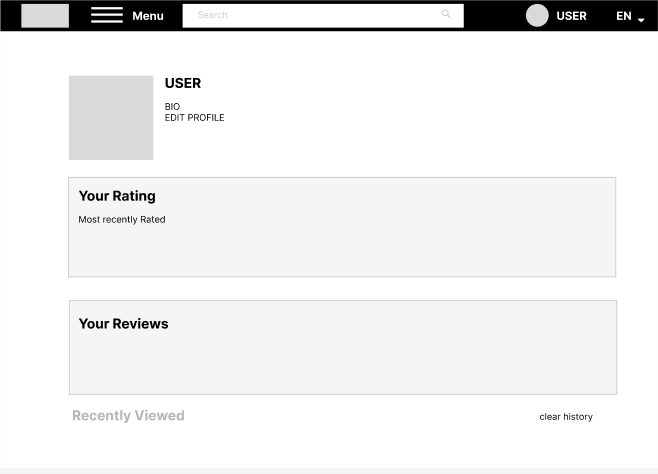 Menu
Search
USER
EN
USER
BIO
EDIT PROFILE
Your Rating
Most recently Rated
Your Reviews
Recently Viewed
clear history